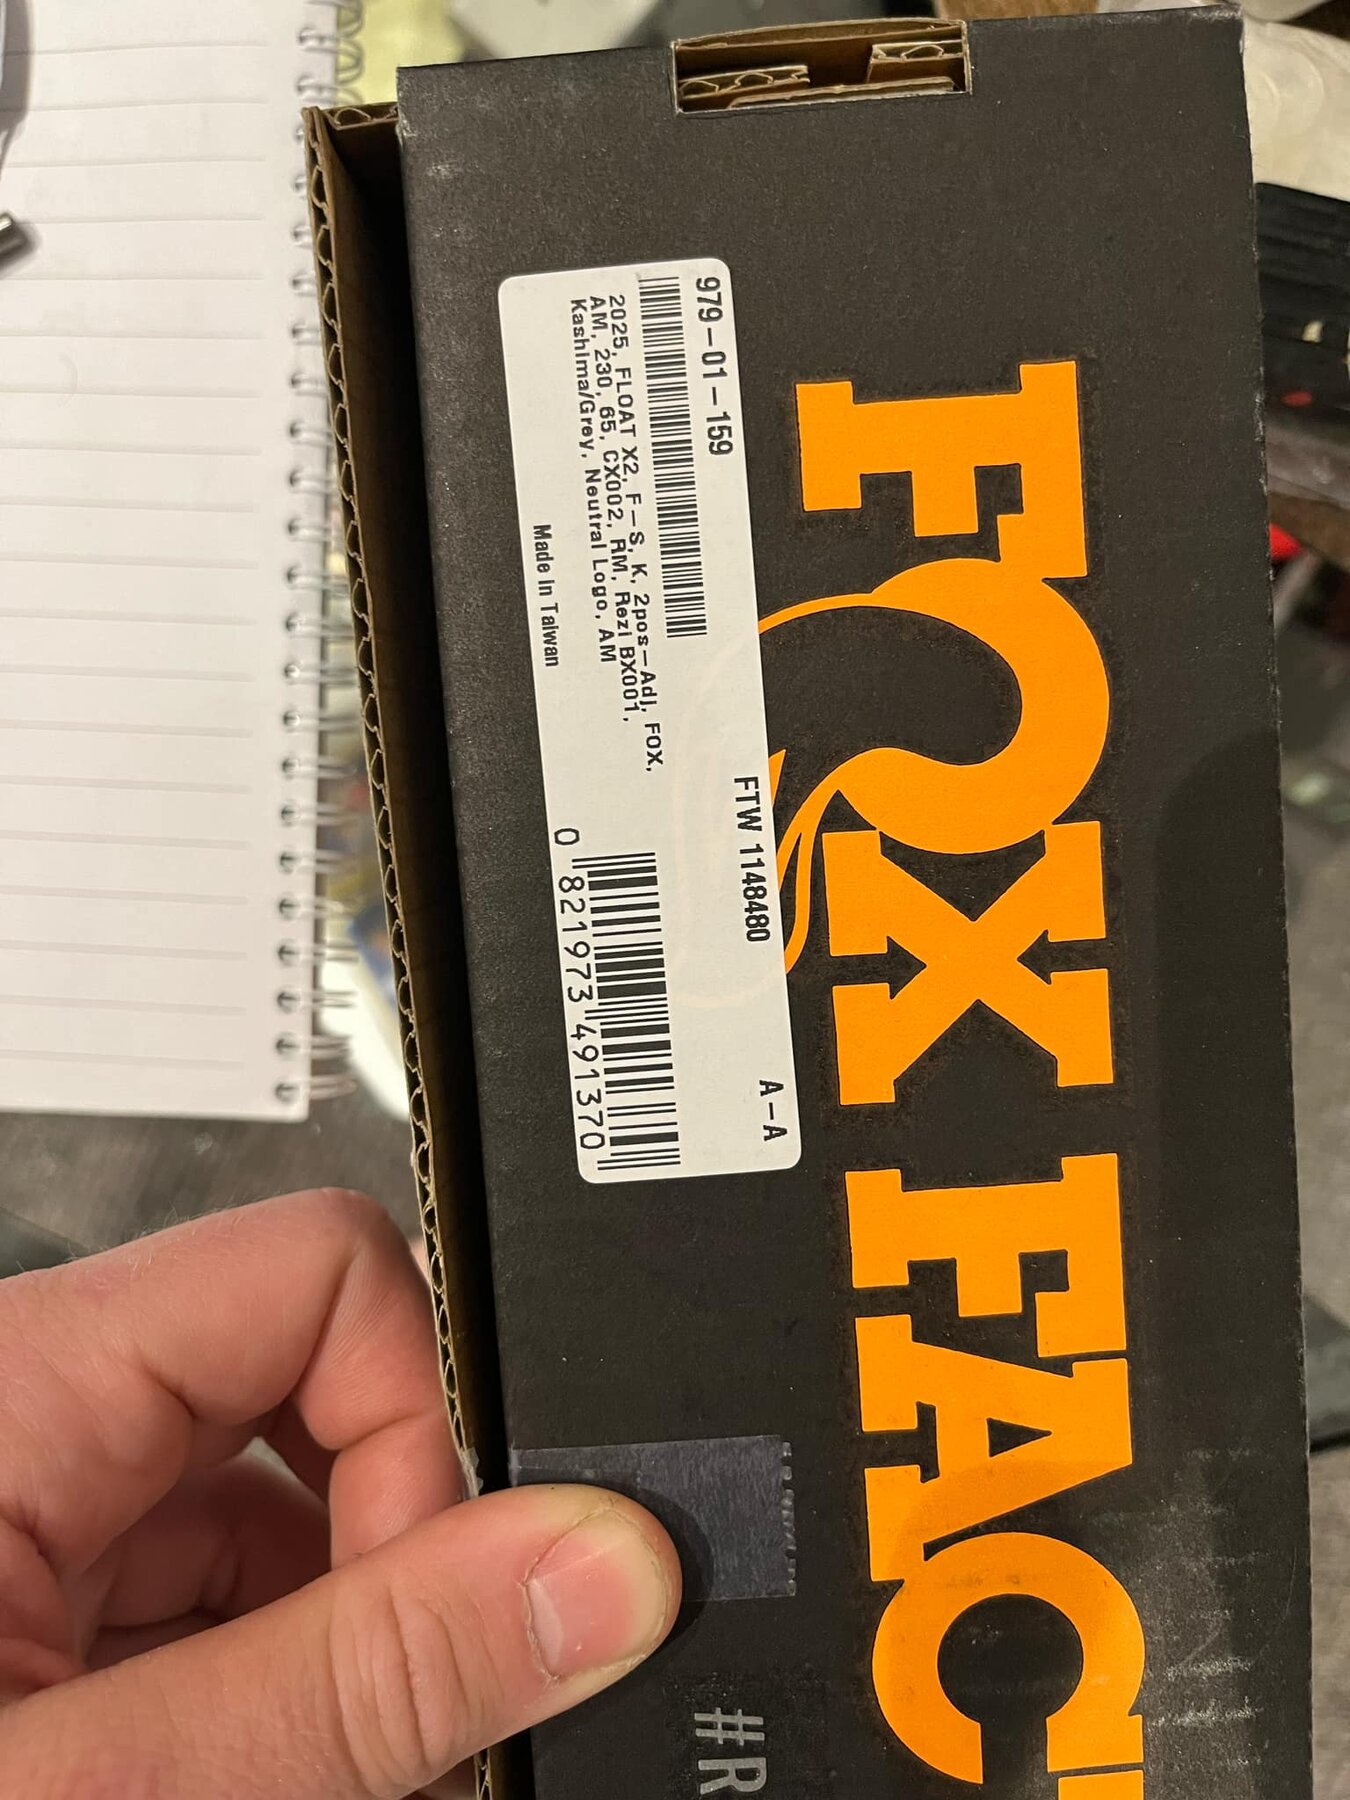 979-01-159 FTW 1148480 A-A
2025, FLOAT X2, F-S, K, 2pos-Adj, FOX,
AM, 230, 65, CX002, RM, Rezi BX001,
Kashima/Grey, Neutral Logo, AM
Made in Taiwan
0 821973 491370
FOX FAC
#R